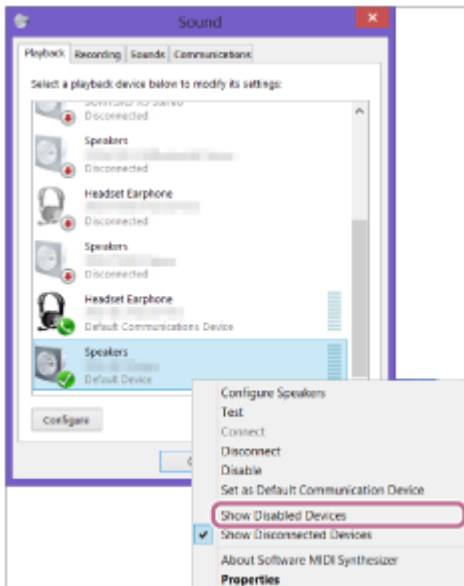 Sound
Playback Recording Sounds Communications
Select a playback device below to modify its settings:
Disconnected
Speakers
Disconnected
Headset Earphone
Disconnected
Speakers
Disconnected
Headset Earphone
Default Communications Device
Speakers
Default Device
Configure
Configure Speakers
Test
Connect
Disconnect
Disable
Set as Default Communication Device
Show Disabled Devices
Show Disconnected Devices
About Software MIDI Synthesizer
Properties